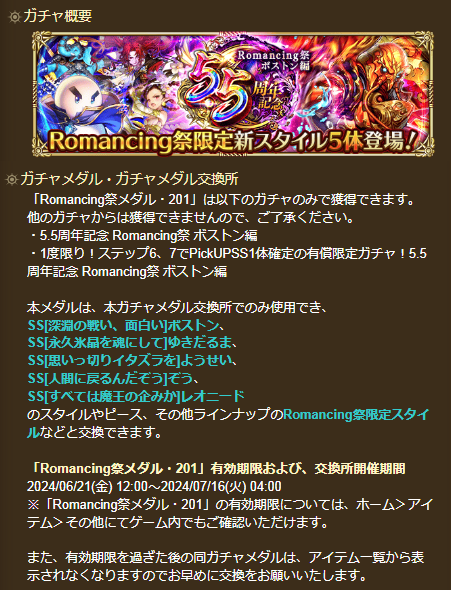 ガチャ概要
Romancing祭
ボストン編
5.5
周年
記念
Romancing祭限定新スタイル5体登場！
ガチャメダル・ガチャメダル交換所
「Romancing祭メダル・201」は以下のガチャのみで獲得できます。
他のガチャからは獲得できませんので、ご了承ください。
・5.5周年記念 Romancing祭 ボストン編
・1度限り！ステップ6、7でPickUPSS1体確定の有償限定ガチャ！5.5
周年記念 Romancing祭 ボストン編
本メダルは、本ガチャメダル交換所でのみ使用でき、
SS[深淵の戦い、面白い]ボストン、
SS[永久氷晶を魂にして]ゆきだるま、
SS[思いっ切りイタズラを]ようせい、
SS[人間に戻るんだぞう]ぞう、
SS[すべては魔王の企みか]レオニード
のスタイルやピース、その他ラインナップのRomancing祭限定スタイ
ルなどと交換できます。
「Romancing祭メダル・201」有効期限および、交換所開催期間
2024/06/21(金) 12:00～2024/07/16(火) 04:00
※「Romancing祭メダル・201」の有効期限については、ホーム＞アイ
テム＞その他にてゲーム内でもご確認いただけます。
また、有効期限を過ぎた後の同ガチャメダルは、アイテム一覧から表
示されなくなりますのでお早めに交換をお願いいたします。